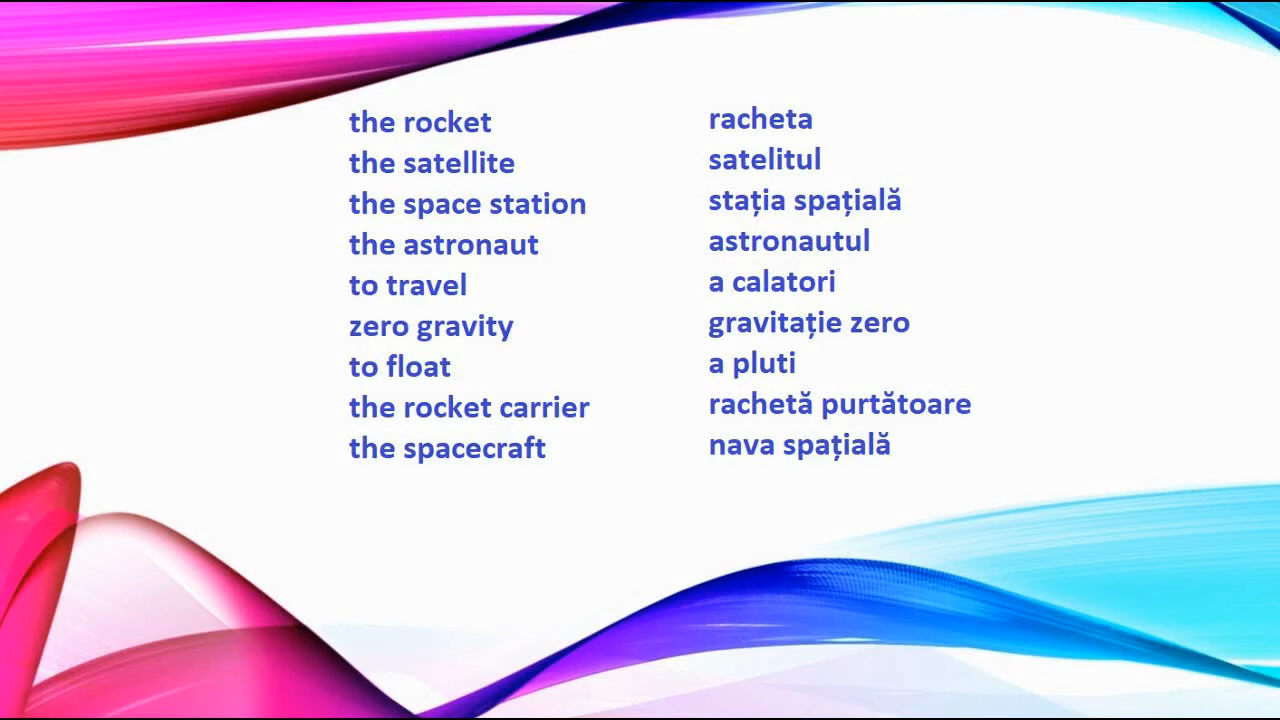 the rocket
the satellite
the space station
the astronaut
to travel
zero gravity
to float
the rocket carrier
the spacecraft
racheta
satelitul
stația spațială
astronautul
a calatori
gravitație zero
a pluti
rachetă purtătoare
nava spațială